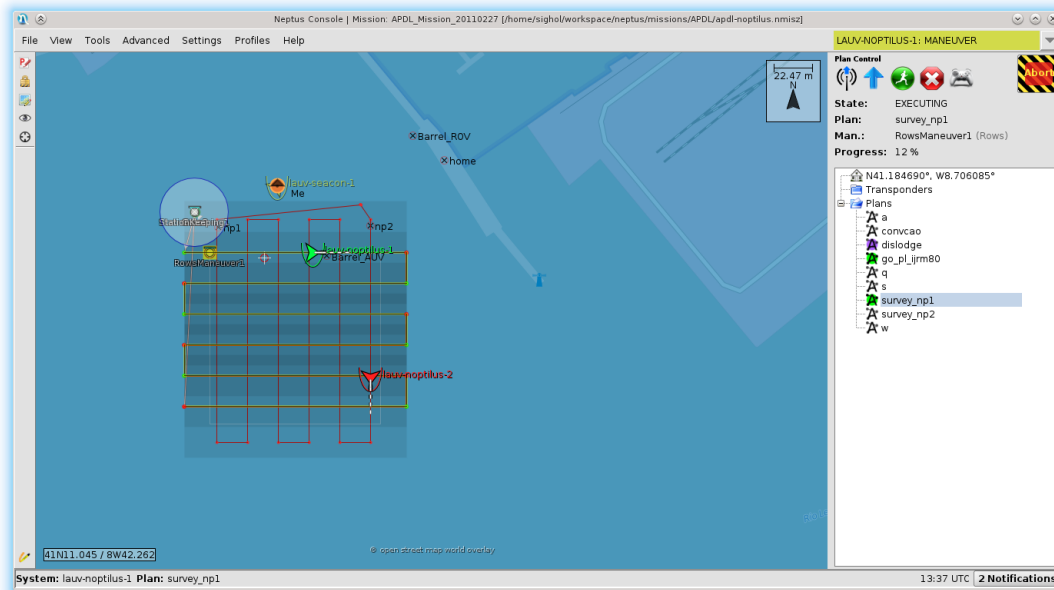 Neptus Console | Mission: APDL_Mission_20110227 [/home/sighol/workspace/neptus/missions/APDL/apdl-noptilus.nmisz]
File View Tools Advanced Settings Profiles Help
LAUV-NOPTILUS-1: MANEUVER
Plan Control
Abort
State: EXECUTING
Plan: survey_np1
Man.: RowsManeuver1 (Rows)
Progress: 12 %
N41.184690°, W8.706085°
Transponders
Plans
a
convcao
dislodge
go_pl_ijrm80
q
s
survey_np1
survey_np2
w
22.47 m
N
Barrel_ROV
home
lauv-seacon-1
Me
StationKeeping1
np1
np2
lauv-noptilus-1
Barrel_AUV
RowsManeuver1
lauv-noptilus-2
41N11.045 / 8W42.262
© open street map world overlay
System: lauv-noptilus-1 Plan: survey_np1
13:37 UTC
2 Notifications